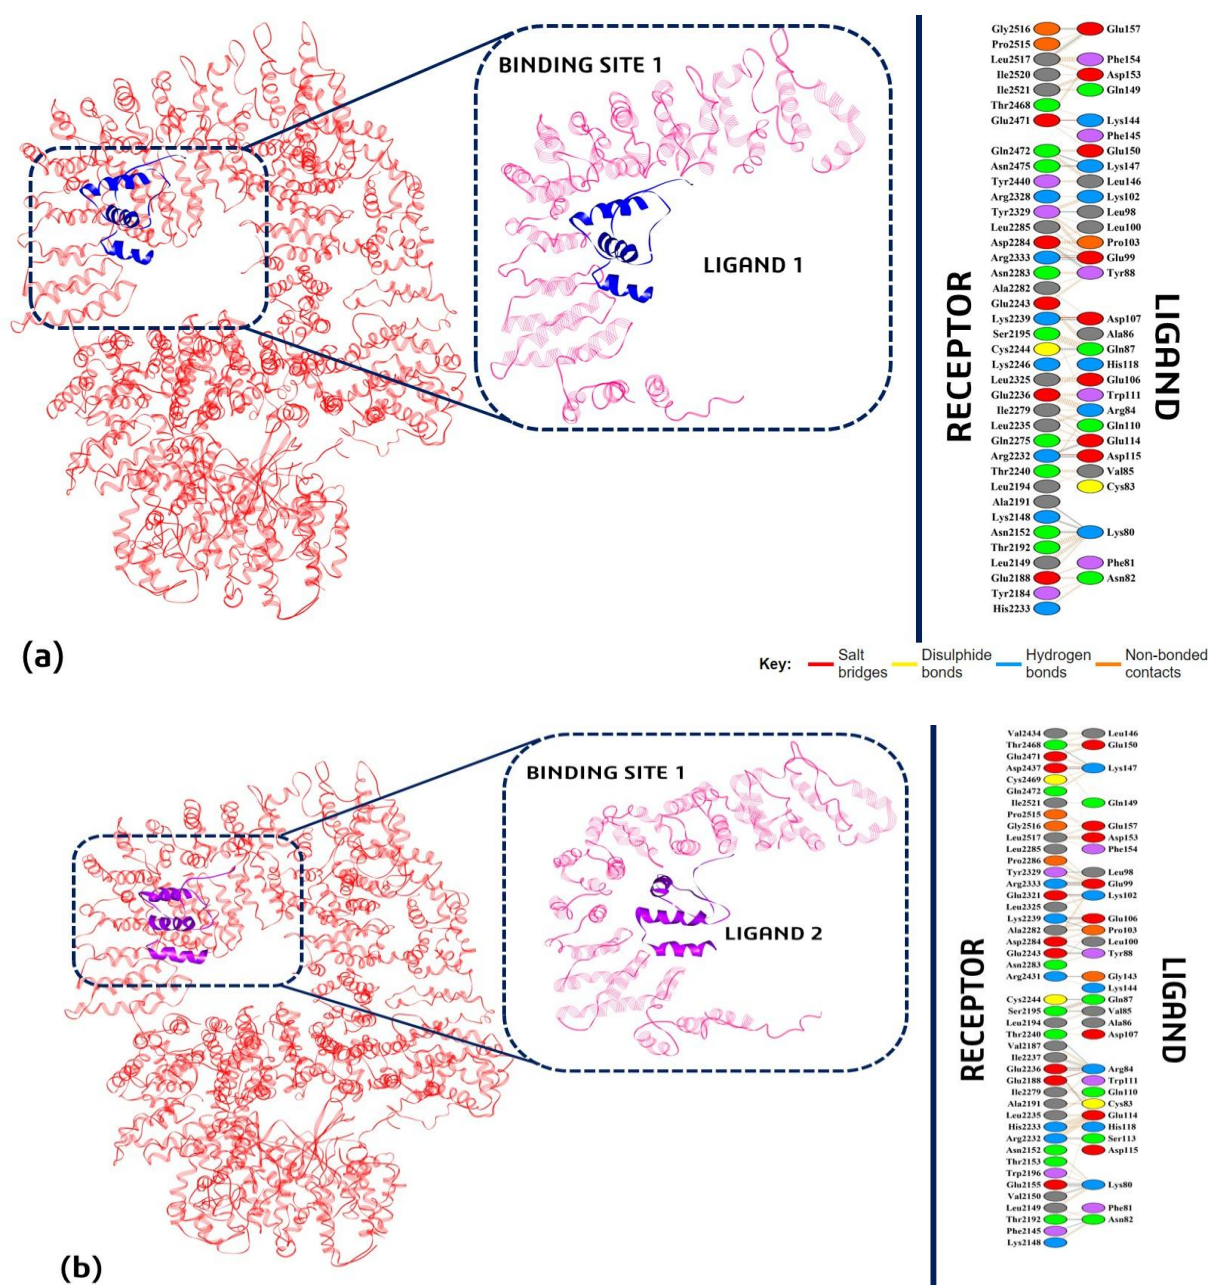 BINDING SITE 1
LIGAND 1
RECEPTOR
LIGAND
Gly2516 Glu157
Pro2515
Leu2517 Phe154
Ile2520 Asp153
Ile2521 Gln149
Thr2468
Glu2471 Lys144
Phe145
Gln2472 Glu150
Asn2475 Lys147
Tyr2440 Leu146
Arg2328 Lys102
Tyr2329 Leu98
Leu2285 Leu100
Asp2284 Pro103
Arg2333 Glu99
Asn2283 Tyr88
Ala2282
Glu2243
Lys2239 Asp107
Ser2195 Ala86
Cys2244 Gln87
Lys2246 His118
Leu2325 Glu106
Glu2236 Trp111
Ile2279 Arg84
Leu2235 Gln110
Gln2275 Glu114
Arg2232 Asp115
Thr2240 Val85
Leu2194 Cys83
Ala2191
Lys2148
Asn2152 Lys80
Thr2192
Leu2149 Phe81
Glu2188 Asn82
Tyr2184
His2233
(a)
Key: Salt bridges Disulphide bonds Hydrogen bonds Non-bonded contacts
BINDING SITE 1
LIGAND 2
RECEPTOR
LIGAND
Val2434 Leu146
Thr2468 Glu150
Glu2471
Asp2437 Lys147
Cys2469
Gln2472
Ile2521 Gln149
Pro2515
Gly2516 Glu157
Leu2517 Asp153
Leu2285 Phe154
Pro2286
Tyr2329 Leu98
Arg2333 Glu99
Glu2321 Lys102
Leu2325
Lys2239 Glu106
Ala2282 Pro103
Asp2284 Leu100
Glu2243 Tyr88
Asn2283
Arg2431 Gly143
Lys144
Cys2244 Gln87
Ser2195 Val85
Leu2194 Ala86
Thr2240 Asp107
Val2187
Ile2237
Glu2236 Arg84
Glu2188 Trp111
Ile2279 Gln110
Ala2191 Cys83
Leu2235 Glu114
His2233 His118
Arg2232 Ser113
Asn2152 Asp115
Thr2153
Trp2196
Glu2155 Lys80
Val2150
Leu2149 Phe81
Thr2192 Asn82
Phe2145
Lys2148
(b)